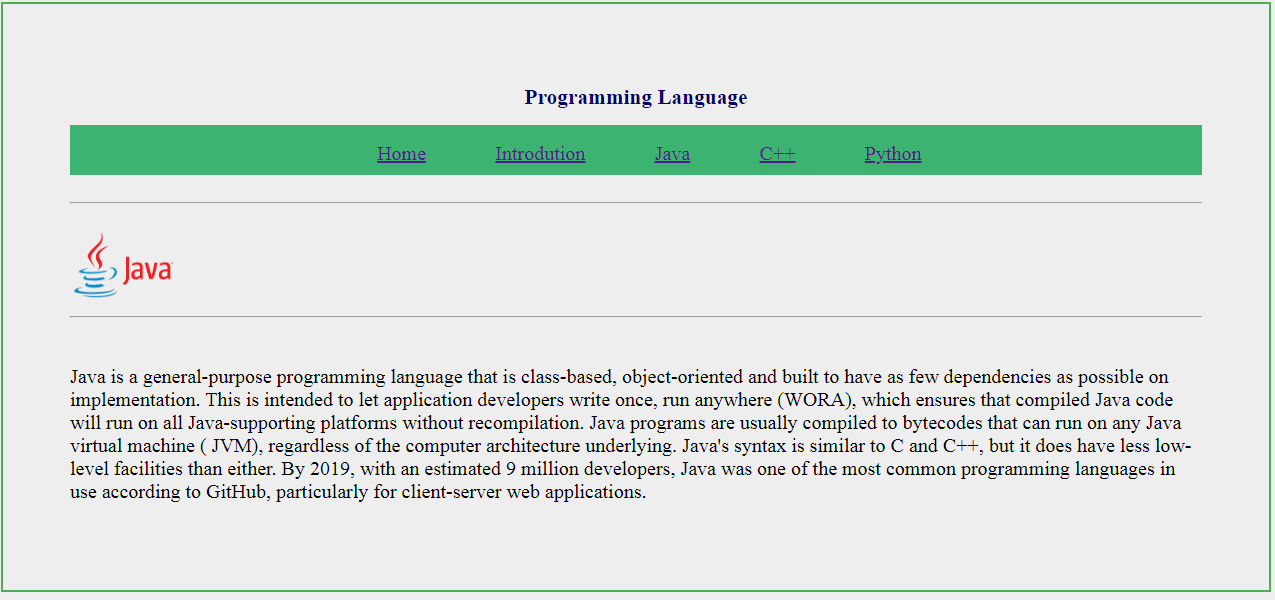 Programming Language
Home Introdution Java C++ Python
Java
Java is a general-purpose programming language that is class-based, object-oriented and built to have as few dependencies as possible on
implementation. This is intended to let application developers write once, run anywhere (WORA), which ensures that compiled Java code
will run on all Java-supporting platforms without recompilation. Java programs are usually compiled to bytecodes that can run on any Java
virtual machine ( JVM), regardless of the computer architecture underlying. Java's syntax is similar to C and C++, but it does have less low-
level facilities than either. By 2019, with an estimated 9 million developers, Java was one of the most common programming languages in
use according to GitHub, particularly for client-server web applications.